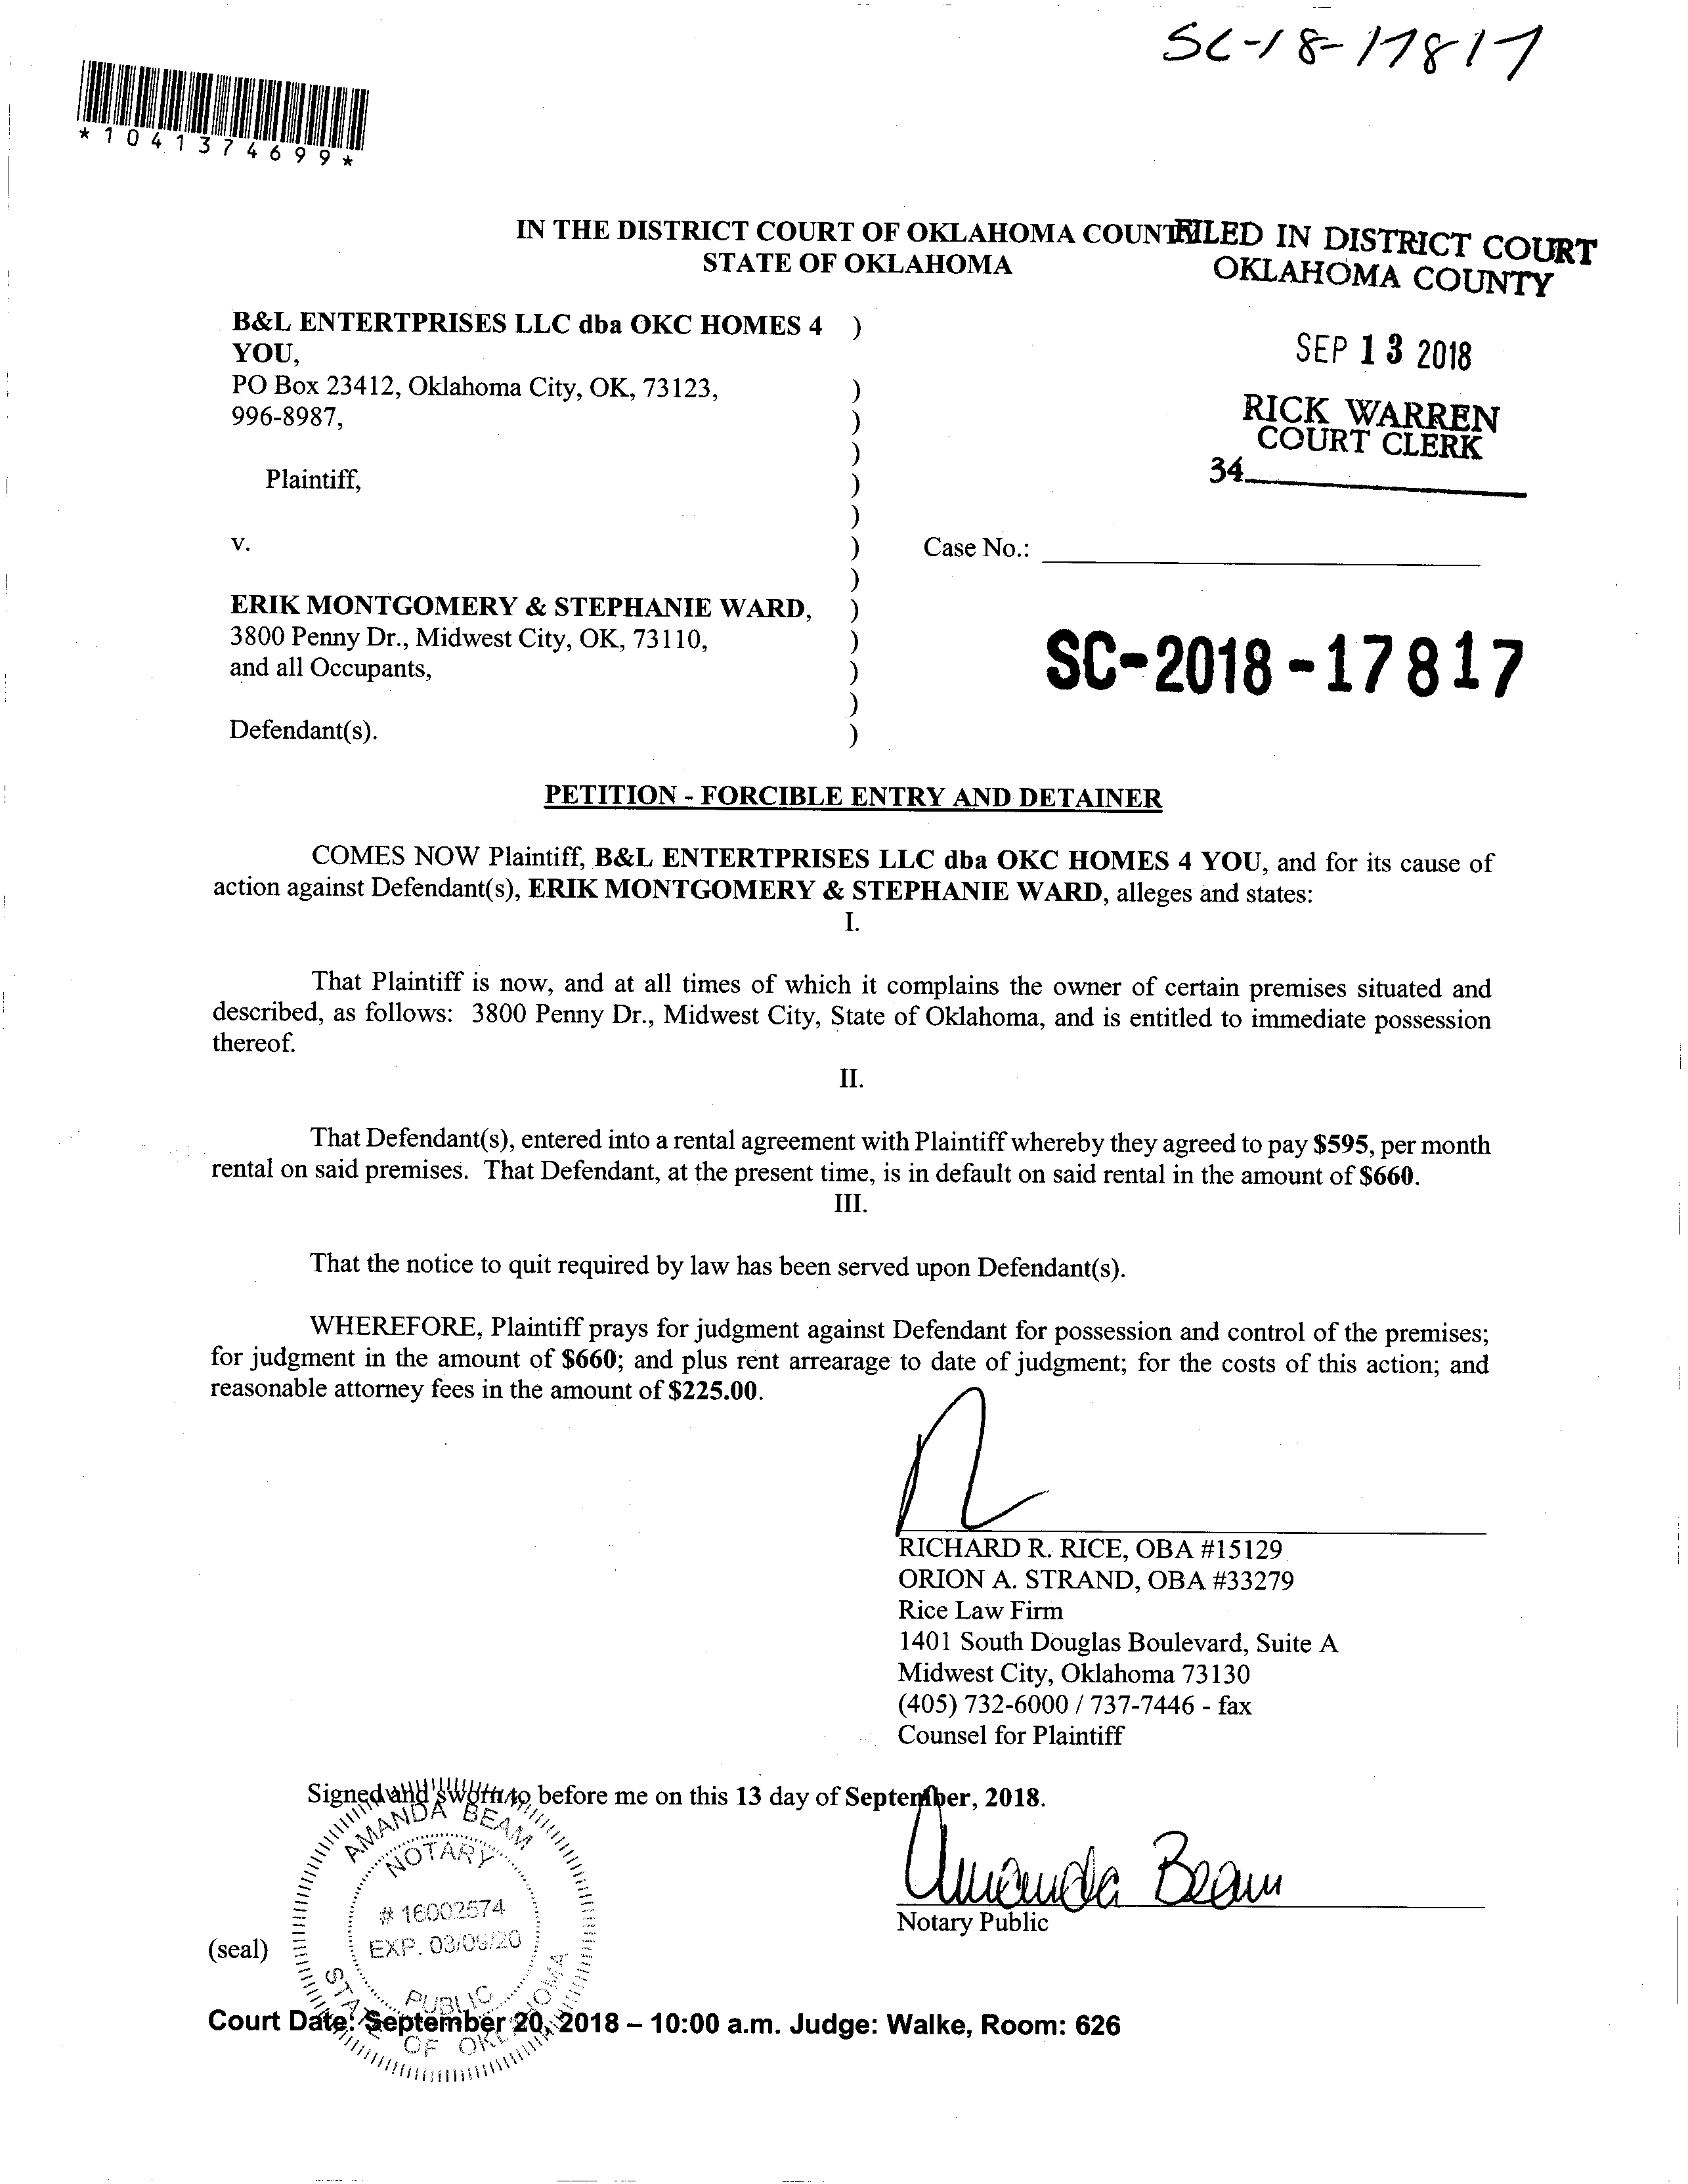 SC-18-17817
*1041374699*
IN THE DISTRICT COURT OF OKLAHOMA COUNT
STATE OF OKLAHOMA
FILED IN DISTRICT COURT
OKLAHOMA COUNTY
SEP 13 2018
RICK WARREN
COURT CLERK
34
B&L ENTERTPRISES LLC dba OKC HOMES 4 )
YOU,
PO Box 23412, Oklahoma City, OK, 73123, )
996-8987, )
)
Plaintiff, )
)
v. ) Case No.:
)
ERIK MONTGOMERY & STEPHANIE WARD, )
3800 Penny Dr., Midwest City, OK, 73110, )
and all Occupants, )
)
Defendant(s). )
SC-2018-17817
PETITION - FORCIBLE ENTRY AND DETAINER
COMES NOW Plaintiff, B&L ENTERTPRISES LLC dba OKC HOMES 4 YOU, and for its cause of
action against Defendant(s), ERIK MONTGOMERY & STEPHANIE WARD, alleges and states:
I.
That Plaintiff is now, and at all times of which it complains the owner of certain premises situated and
described, as follows: 3800 Penny Dr., Midwest City, State of Oklahoma, and is entitled to immediate possession
thereof.
II.
That Defendant(s), entered into a rental agreement with Plaintiff whereby they agreed to pay $595, per month
rental on said premises. That Defendant, at the present time, is in default on said rental in the amount of $660.
III.
That the notice to quit required by law has been served upon Defendant(s).
WHEREFORE, Plaintiff prays for judgment against Defendant for possession and control of the premises;
for judgment in the amount of $660; and plus rent arrearage to date of judgment; for the costs of this action; and
reasonable attorney fees in the amount of $225.00.
RICHARD R. RICE, OBA #15129
ORION A. STRAND, OBA #33279
Rice Law Firm
1401 South Douglas Boulevard, Suite A
Midwest City, Oklahoma 73130
(405) 732-6000 / 737-7446 - fax
Counsel for Plaintiff
Signed and sworn to before me on this 13 day of September, 2018.
Amanda Beam
Notary Public
AMANDA BEAM
NOTARY
# 16002574
EXP. 03/09/20
PUBLIC
STATE OF OKLAHOMA
(seal)
Court Date: September 20, 2018 – 10:00 a.m. Judge: Walke, Room: 626